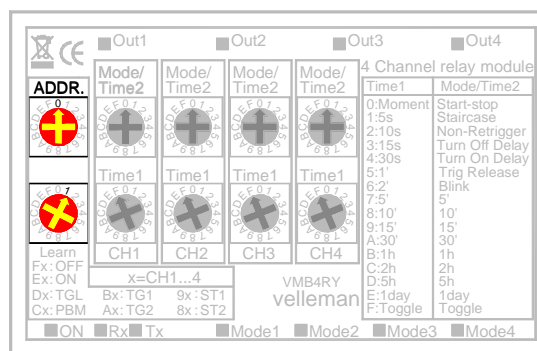 Out1 Out2 Out3 Out4
Mode/ Mode/ Mode/ Mode/ 4 Channel relay module
ADDR. Time2 Time2 Time2 Time2 Time1 Mode/Time2
0:Moment Start-stop
1:5s Staircase
2:10s Non-Retrigger
3:15s Turn Off Delay
4:30s Turn On Delay
5:1' Trig Release
6:2' Blink
Time1 Time1 Time1 Time1 7:5' 5'
8:10' 10'
9:15' 15'
A:30' 30'
Learn CH1 CH2 CH3 CH4 B:1h 1h
Fx:OFF C:2h 2h
Ex:ON x=CH1...4 VMB4RY D:5h 5h
Dx:TGL Bx:TG1 9x:ST1 velleman E:1day 1day
Cx:PBM Ax:TG2 8x:ST2 F:Toggle Toggle
ON Rx Tx Mode1 Mode2 Mode3 Mode4